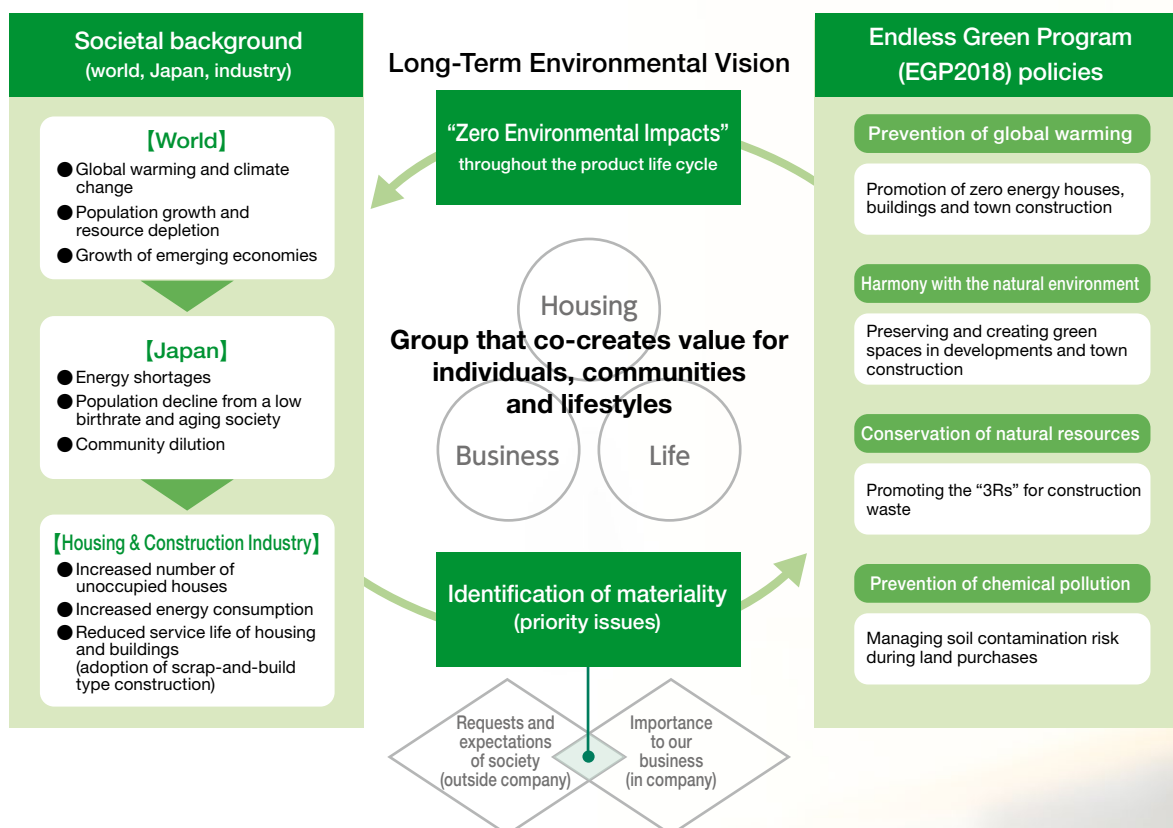 Societal background
(world, Japan, industry)
【World】
● Global warming and climate
change
● Population growth and
resource depletion
● Growth of emerging economies
【Japan】
● Energy shortages
● Population decline from a low
birthrate and aging society
● Community dilution
【Housing & Construction Industry】
● Increased number of
unoccupied houses
● Increased energy consumption
● Reduced service life of housing
and buildings
(adoption of scrap-and-build
type construction)
Long-Term Environmental Vision
“Zero Environmental Impacts”
throughout the product life cycle
Housing
Group that co-creates value for
individuals, communities
and lifestyles
Business
Life
Identification of materiality
(priority issues)
Requests and
expectations
of society
(outside company)
Importance
to our
business
(in company)
Endless Green Program
(EGP2018) policies
Prevention of global warming
Promotion of zero energy houses,
buildings and town construction
Harmony with the natural environment
Preserving and creating green
spaces in developments and town
construction
Conservation of natural resources
Promoting the “3Rs” for construction
waste
Prevention of chemical pollution
Managing soil contamination risk
during land purchases